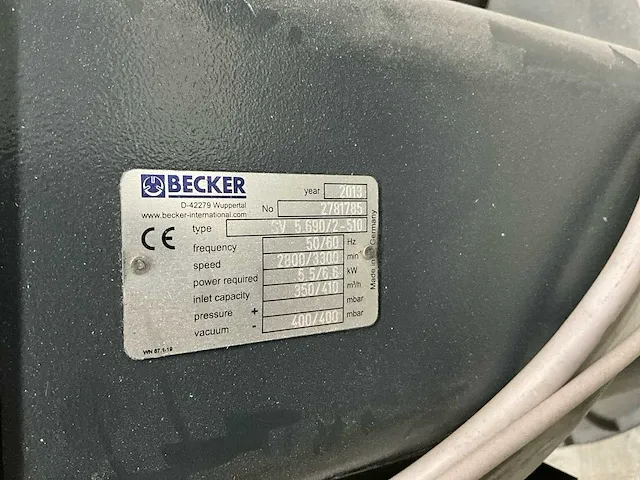 BECKER
D-42279 Wuppertal
www.becker-international.com
year 2013
No 2781785
CE type SV 5.690/2-510
frequency 50/60 Hz
speed 2800/3300 min
power required 5,5/6,6 kW
inlet capacity 350/410 m³/h
pressure + mbar
vacuum - 400/400 mbar
Made in Germany
WN 87.1-19